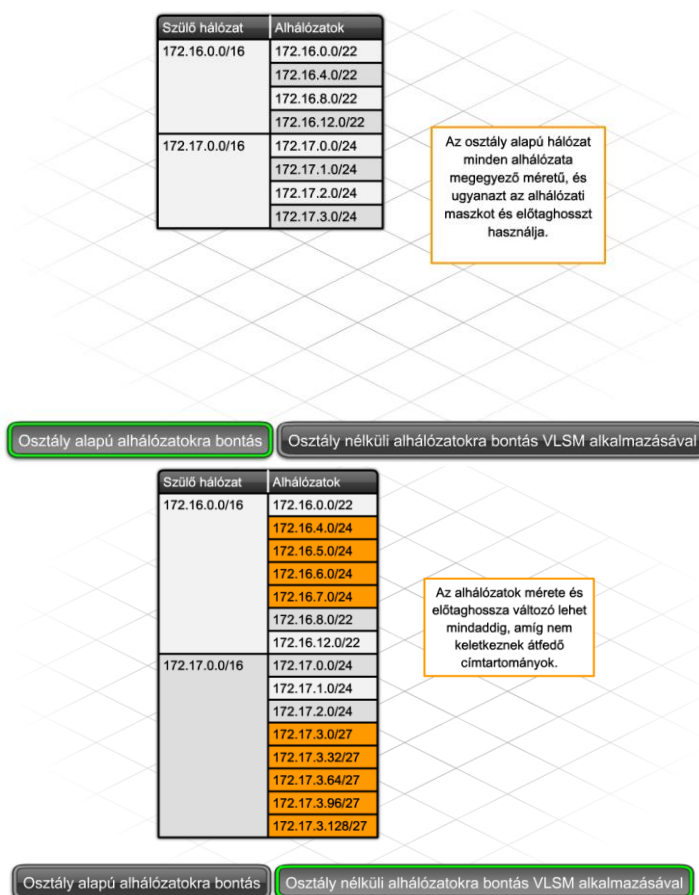 Szülő hálózat Alhálózatok
172.16.0.0/16 172.16.0.0/22
172.16.4.0/22
172.16.8.0/22
172.16.12.0/22
172.17.0.0/16 172.17.0.0/24
172.17.1.0/24
172.17.2.0/24
172.17.3.0/24
Az osztály alapú hálózat
minden alhálózata
megegyező méretű, és
ugyanazt az alhálózati
maszkot és előtaghosszt
használja.
Osztály alapú alhálózatokra bontás Osztály nélküli alhálózatokra bontás VLSM alkalmazásával
Szülő hálózat Alhálózatok
172.16.0.0/16 172.16.0.0/22
172.16.4.0/24
172.16.5.0/24
172.16.6.0/24
172.16.7.0/24
172.16.8.0/22
172.16.12.0/22
172.17.0.0/16 172.17.0.0/24
172.17.1.0/24
172.17.2.0/24
172.17.3.0/27
172.17.3.32/27
172.17.3.64/27
172.17.3.96/27
172.17.3.128/27
Az alhálózatok mérete és
előtaghossza változó lehet
mindaddig, amíg nem
keletkeznek átfedő
címtartományok.
Osztály alapú alhálózatokra bontás Osztály nélküli alhálózatokra bontás VLSM alkalmazásával